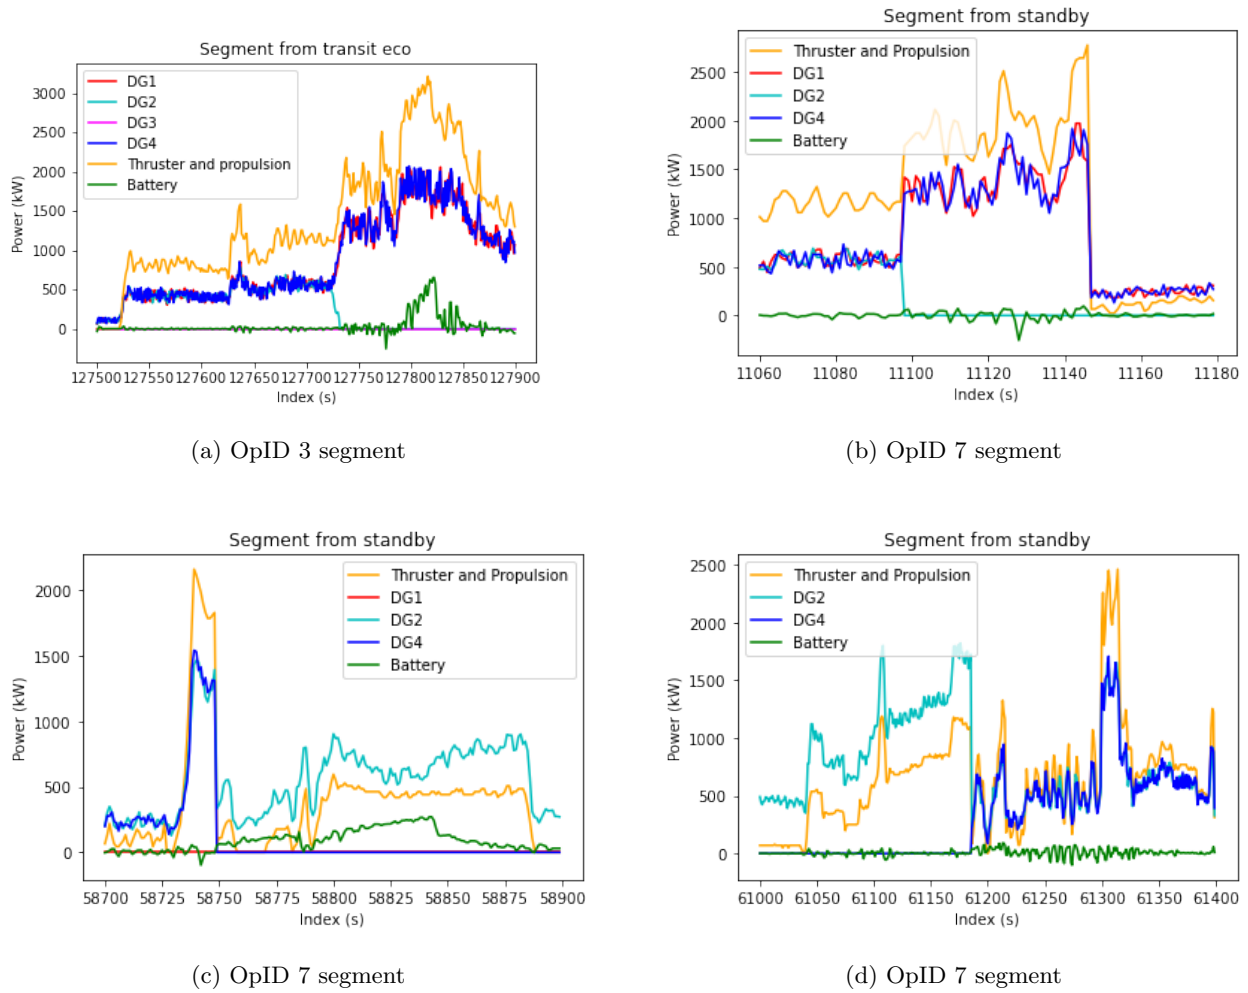 Segment from transit eco
DG1
DG2
DG3
DG4
Thruster and propulsion
Battery
3000
2500
2000
1500
1000
500
0
Power (kW)
127500 127550 127600 127650 127700 127750 127800 127850 127900
Index (s)
(a) OpID 3 segment
Segment from standby
Thruster and Propulsion
DG1
DG2
DG4
Battery
2500
2000
1500
1000
500
0
Power (kW)
11060 11080 11100 11120 11140 11160 11180
Index (s)
(b) OpID 7 segment
Segment from standby
Thruster and Propulsion
DG1
DG2
DG4
Battery
2000
1500
1000
500
0
Power (kW)
58700 58725 58750 58775 58800 58825 58850 58875 58900
Index (s)
(c) OpID 7 segment
Segment from standby
Thruster and Propulsion
DG2
DG4
Battery
2500
2000
1500
1000
500
0
Power (kW)
61000 61050 61100 61150 61200 61250 61300 61350 61400
Index (s)
(d) OpID 7 segment